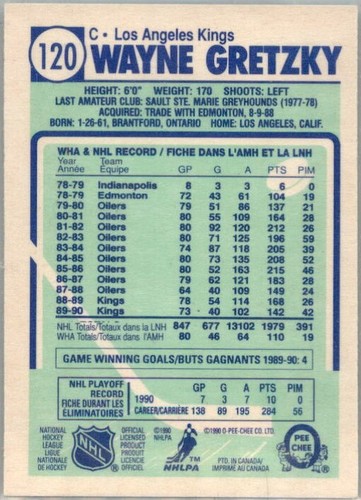 120
C • Los Angeles Kings
WAYNE GRETZKY
HEIGHT: 6'0" WEIGHT: 170 SHOOTS: LEFT
LAST AMATEUR CLUB: SAULT STE. MARIE GREYHOUNDS (1977-78)
ACQUIRED: TRADE WITH EDMONTON, 8-9-88
BORN: 1-26-61, BRANTFORD, ONTARIO HOME: LOS ANGELES, CALIF.
WHA & NHL RECORD / FICHE DANS L'AMH ET LA LNH
Year Team GP G A PTS PIM
Année Équipe
78-79 Indianapolis 8 3 3 6 0
78-79 Edmonton 72 43 61 104 19
79-80 Oilers 79 51 86 137 21
80-81 Oilers 80 55 109 164 28
81-82 Oilers 80 92 120 212 26
82-83 Oilers 80 71 125 196 59
83-84 Oilers 74 87 118 205 39
84-85 Oilers 80 73 135 208 52
85-86 Oilers 80 52 163 215 46
86-87 Oilers 79 62 121 183 28
87-88 Oilers 64 40 109 149 24
88-89 Kings 78 54 114 168 26
89-90 Kings 73 40 102 142 42
NHL Totals/Totaux dans la LNH 847 677 13102 1979 391
WHA Totals/Totaux dans l'AMH 80 46 64 110 19
GAME WINNING GOALS/BUTS GAGNANTS 1989-90: 4
NHL PLAYOFF RECORD
FICHE DURANT LES ÉLIMINATOIRES
GP G A PTS PIM
1990 7 3 7 10 0
CAREER/CARRIÈRE 138 89 195 284 56
NATIONAL HOCKEY LEAGUE
LIGUE NATIONALE DE HOCKEY
NHL
OFFICIAL LICENSED PRODUCT
PRODUIT OFFICIEL
©1990 NHLPA
TM
NHLPA
©1990 O-PEE-CHEE CO. LTD.
PTD. IN CANADA/
IMPRIMÉ AU CANADA
O PEE CHEE